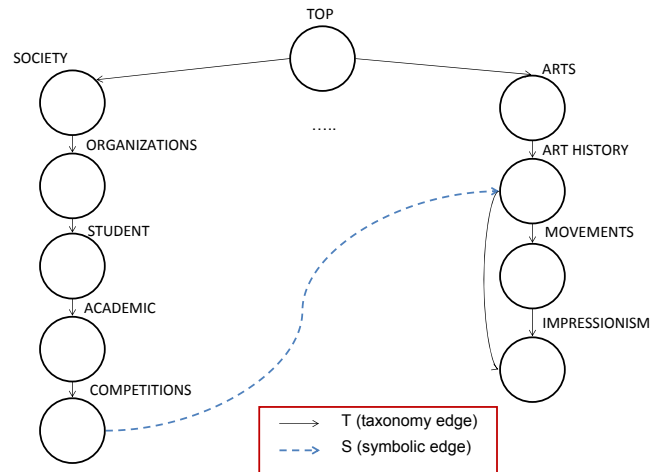 TOP
SOCIETY
ARTS
.....
ORGANIZATIONS
ART HISTORY
STUDENT
MOVEMENTS
ACADEMIC
IMPRESSIONISM
COMPETITIONS
T (taxonomy edge)
S (symbolic edge)